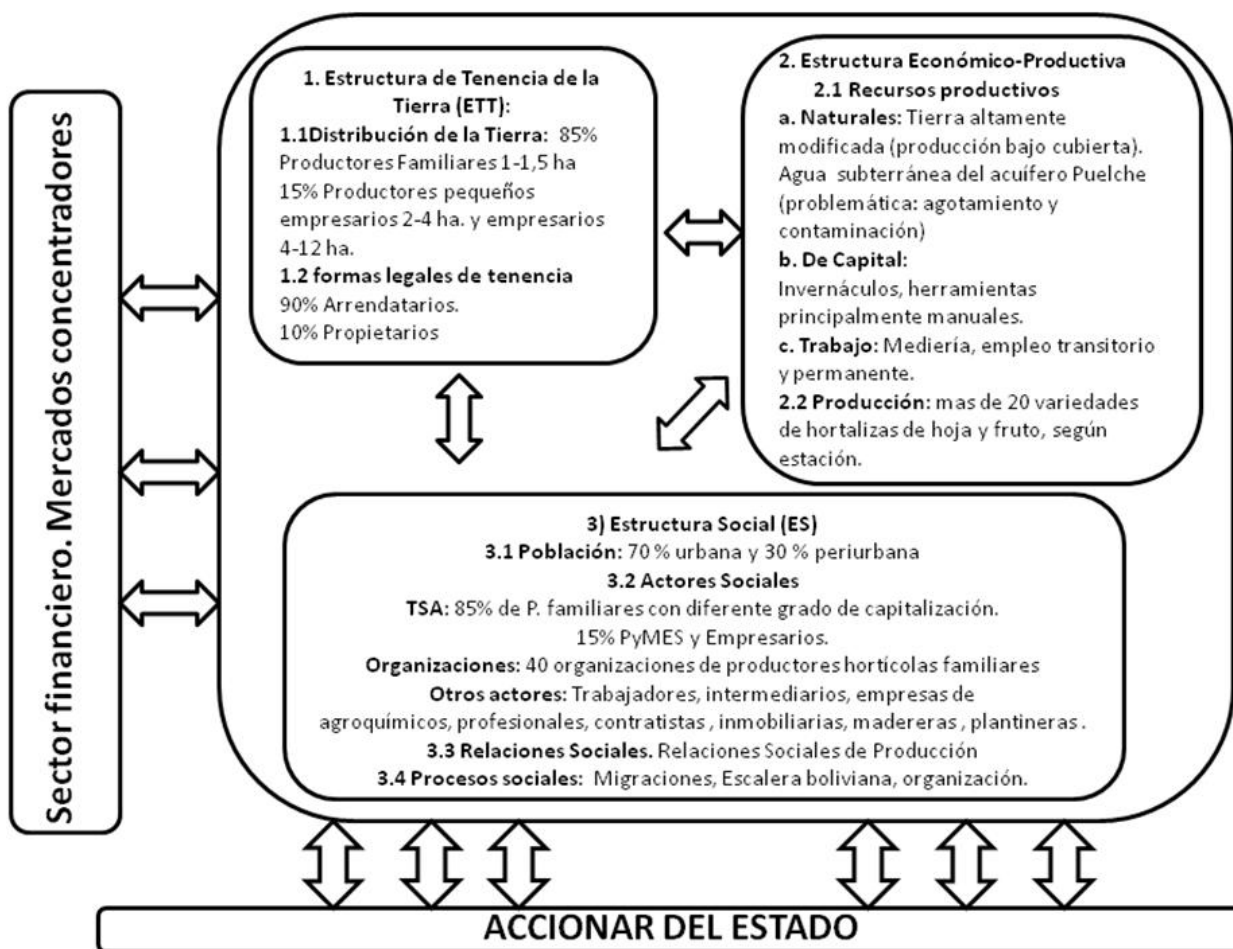 Sector financiero. Mercados concentradores
1. Estructura de Tenencia de la
Tierra (ETT):
1.1Distribución de la Tierra: 85%
Productores Familiares 1-1,5 ha
15% Productores pequeños
empresarios 2-4 ha. y empresarios
4-12 ha.
1.2 formas legales de tenencia
90% Arrendatarios.
10% Propietarios
2. Estructura Económico-Productiva
2.1 Recursos productivos
a. Naturales: Tierra altamente
modificada (producción bajo cubierta).
Agua subterránea del acuífero Puelche
(problemática: agotamiento y
contaminación)
b. De Capital:
Invernáculos, herramientas
principalmente manuales.
c. Trabajo: Mediería, empleo transitorio
y permanente.
2.2 Producción: mas de 20 variedades
de hortalizas de hoja y fruto, según
estación.
3) Estructura Social (ES)
3.1 Población: 70 % urbana y 30 % periurbana
3.2 Actores Sociales
TSA: 85% de P. familiares con diferente grado de capitalización.
15% PyMES y Empresarios.
Organizaciones: 40 organizaciones de productores hortícolas familiares
Otros actores: Trabajadores, intermediarios, empresas de
agroquímicos, profesionales, contratistas , inmobiliarias, madereras , plantineras .
3.3 Relaciones Sociales. Relaciones Sociales de Producción
3.4 Procesos sociales: Migraciones, Escalera boliviana, organización.
ACCIONAR DEL ESTADO